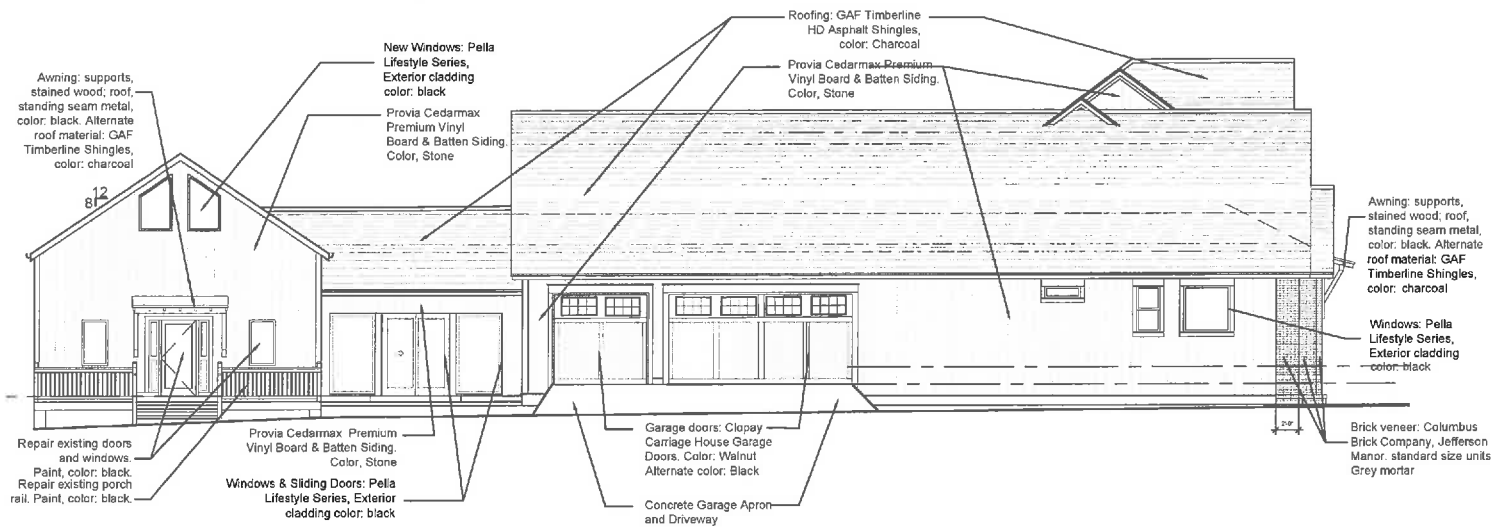 Roofing: GAF Timberline
HD Asphalt Shingles,
color: Charcoal
New Windows: Pella
Lifestyle Series,
Exterior cladding
color: black
Provia Cedarmax Premium
Vinyl Board & Batten Siding.
Color, Stone
Awning: supports,
stained wood; roof,
standing seam metal,
color: black. Alternate
roof material: GAF
Timberline Shingles,
color: charcoal
Provia Cedarmax
Premium Vinyl
Board & Batten Siding.
Color, Stone
12
8
Awning: supports,
stained wood; roof,
standing seam metal,
color: black. Alternate
roof material: GAF
Timberline Shingles,
color: charcoal
Windows: Pella
Lifestyle Series,
Exterior cladding
color: black
Repair existing doors
and windows.
Paint, color: black.
Repair existing porch
rail. Paint, color: black.
Provia Cedarmax Premium
Vinyl Board & Batten Siding.
Color, Stone
Windows & Sliding Doors: Pella
Lifestyle Series, Exterior
cladding color: black
Garage doors: Clopay
Carriage House Garage
Doors. Color: Walnut
Alternate color: Black
Concrete Garage Apron
and Driveway
2'-0"
Brick veneer: Columbus
Brick Company, Jefferson
Manor. standard size units
Grey mortar